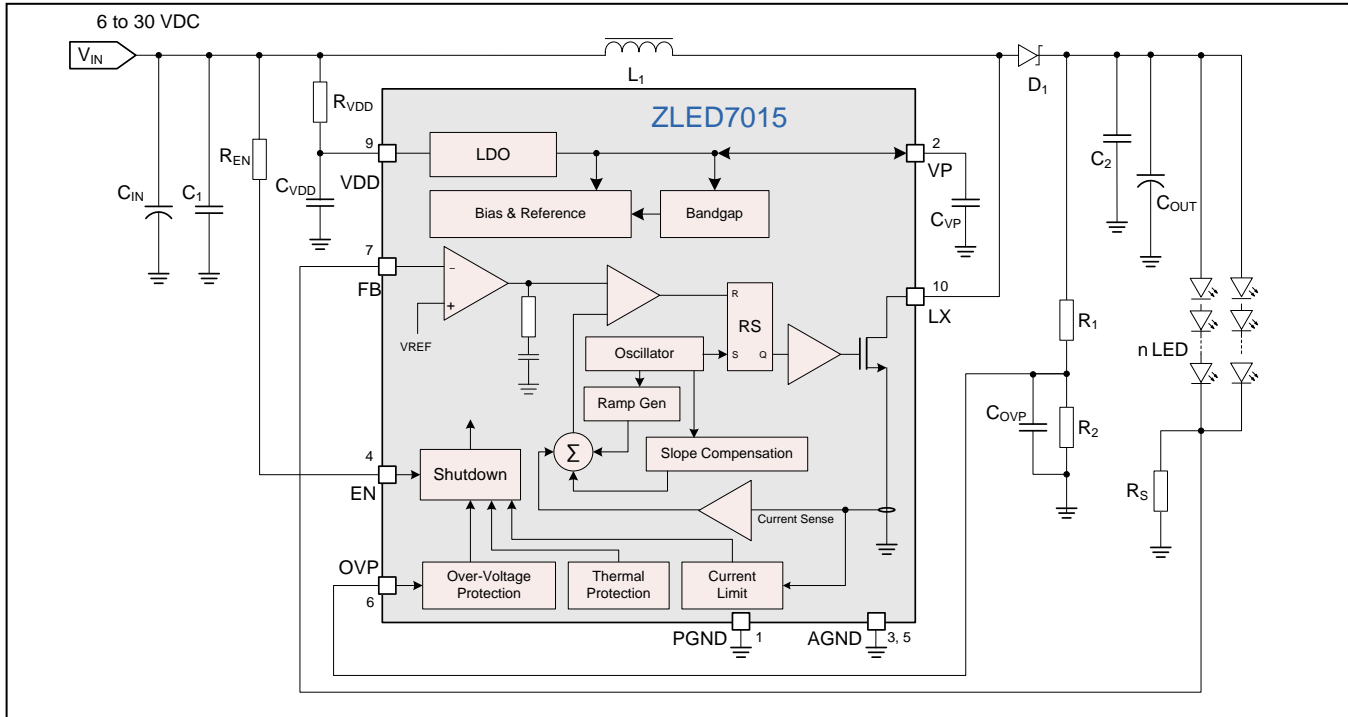 6 to 30 VDC
VIN
L1
D1
RVDD
ZLED7015
REN
9
LDO
2
VDD
VP
C2
CIN
C1
CVDD
COUT
Bias & Reference
Bandgap
CVP
7
FB
−
+
VREF
R
RS
S
Q
10
LX
R1
n LED
Oscillator
Ramp Gen
COVP
R2
4
EN
Shutdown
Σ
Slope Compensation
RS
Current Sense
OVP
6
Over-Voltage
Protection
Thermal
Protection
Current
Limit
PGND
1
AGND
3, 5